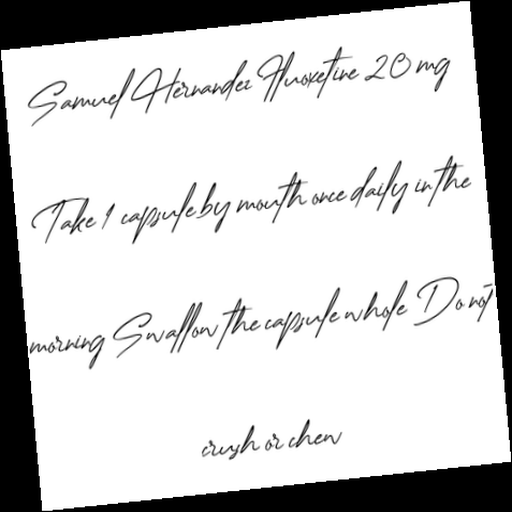 Samuel Hernandez Fluoxetine 20 mg
Take 1 capsule by mouth once daily in the
morning Swallow the capsule whole Do not
crush or chew